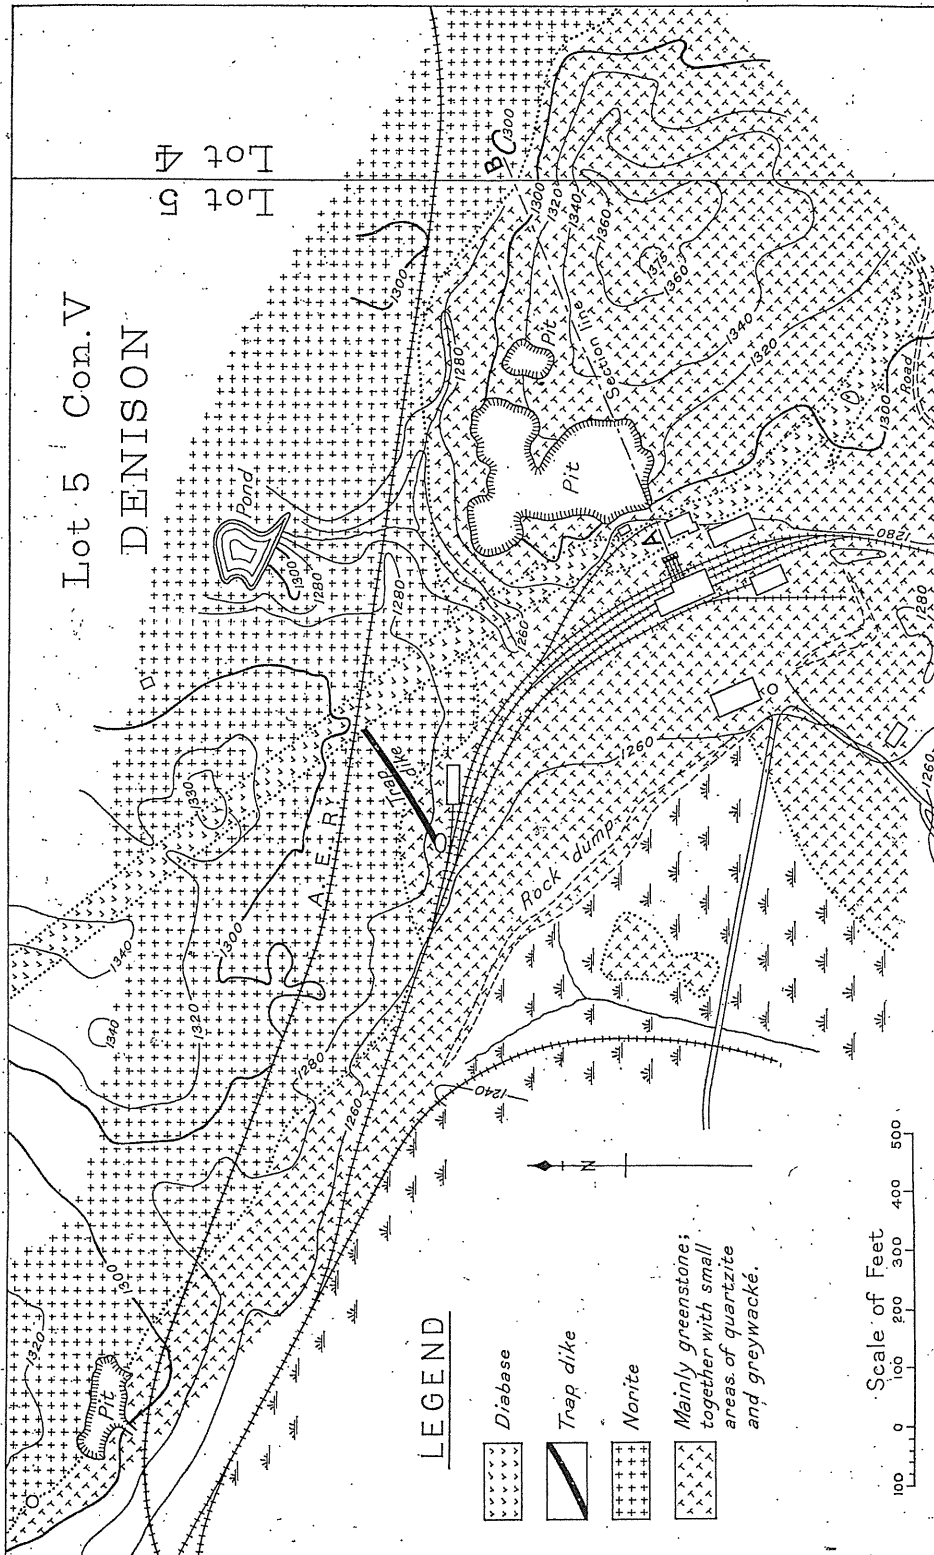 Lot 5 Con. V
DENISON
Lot 5
Lot 4
Pond
1300
1280
1280
1300
1280
1300
1320
1340
1360
1375
1360
1340
1320
1300
Road
B
C
1300
Section line
Pit
Pit
A
1280
1280
1260
1260
1260
Trap dike
A. E. RY
1300
1300
1340
1340
1320
1280
1260
1240
Rock dump
1320
1300
Pit
N
LEGEND
Diabase
Trap dike
Norite
Mainly greenstone;
together with small
areas of quartzite
and greywacké.
100 0 100 200 300 400 500
Scale of Feet